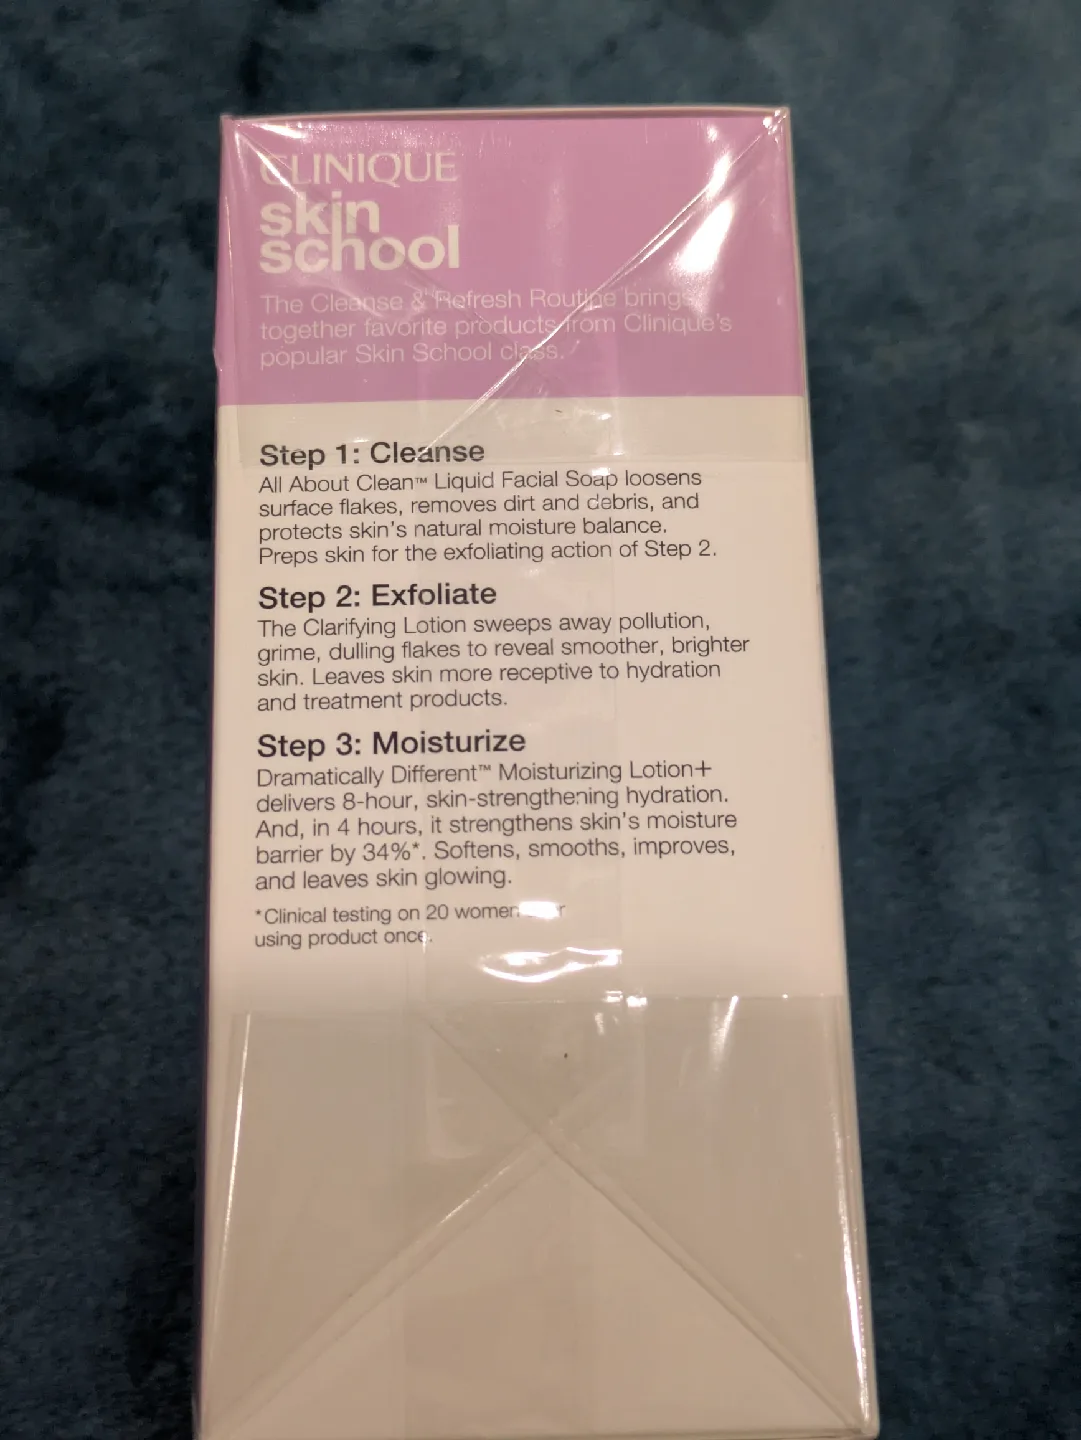 CLINIQUE
skin
school
The Cleanse & Refresh Routine brings
together favorite products from Clinique's
popular Skin School class.
Step 1: Cleanse
All About Clean™ Liquid Facial Soap loosens
surface flakes, removes dirt and debris, and
protects skin's natural moisture balance.
Preps skin for the exfoliating action of Step 2.
Step 2: Exfoliate
The Clarifying Lotion sweeps away pollution,
grime, dulling flakes to reveal smoother, brighter
skin. Leaves skin more receptive to hydration
and treatment products.
Step 3: Moisturize
Dramatically Different™ Moisturizing Lotion+
delivers 8-hour, skin-strengthening hydration.
And, in 4 hours, it strengthens skin's moisture
barrier by 34%*. Softens, smooths, improves,
and leaves skin glowing.
*Clinical testing on 20 women
using product once.